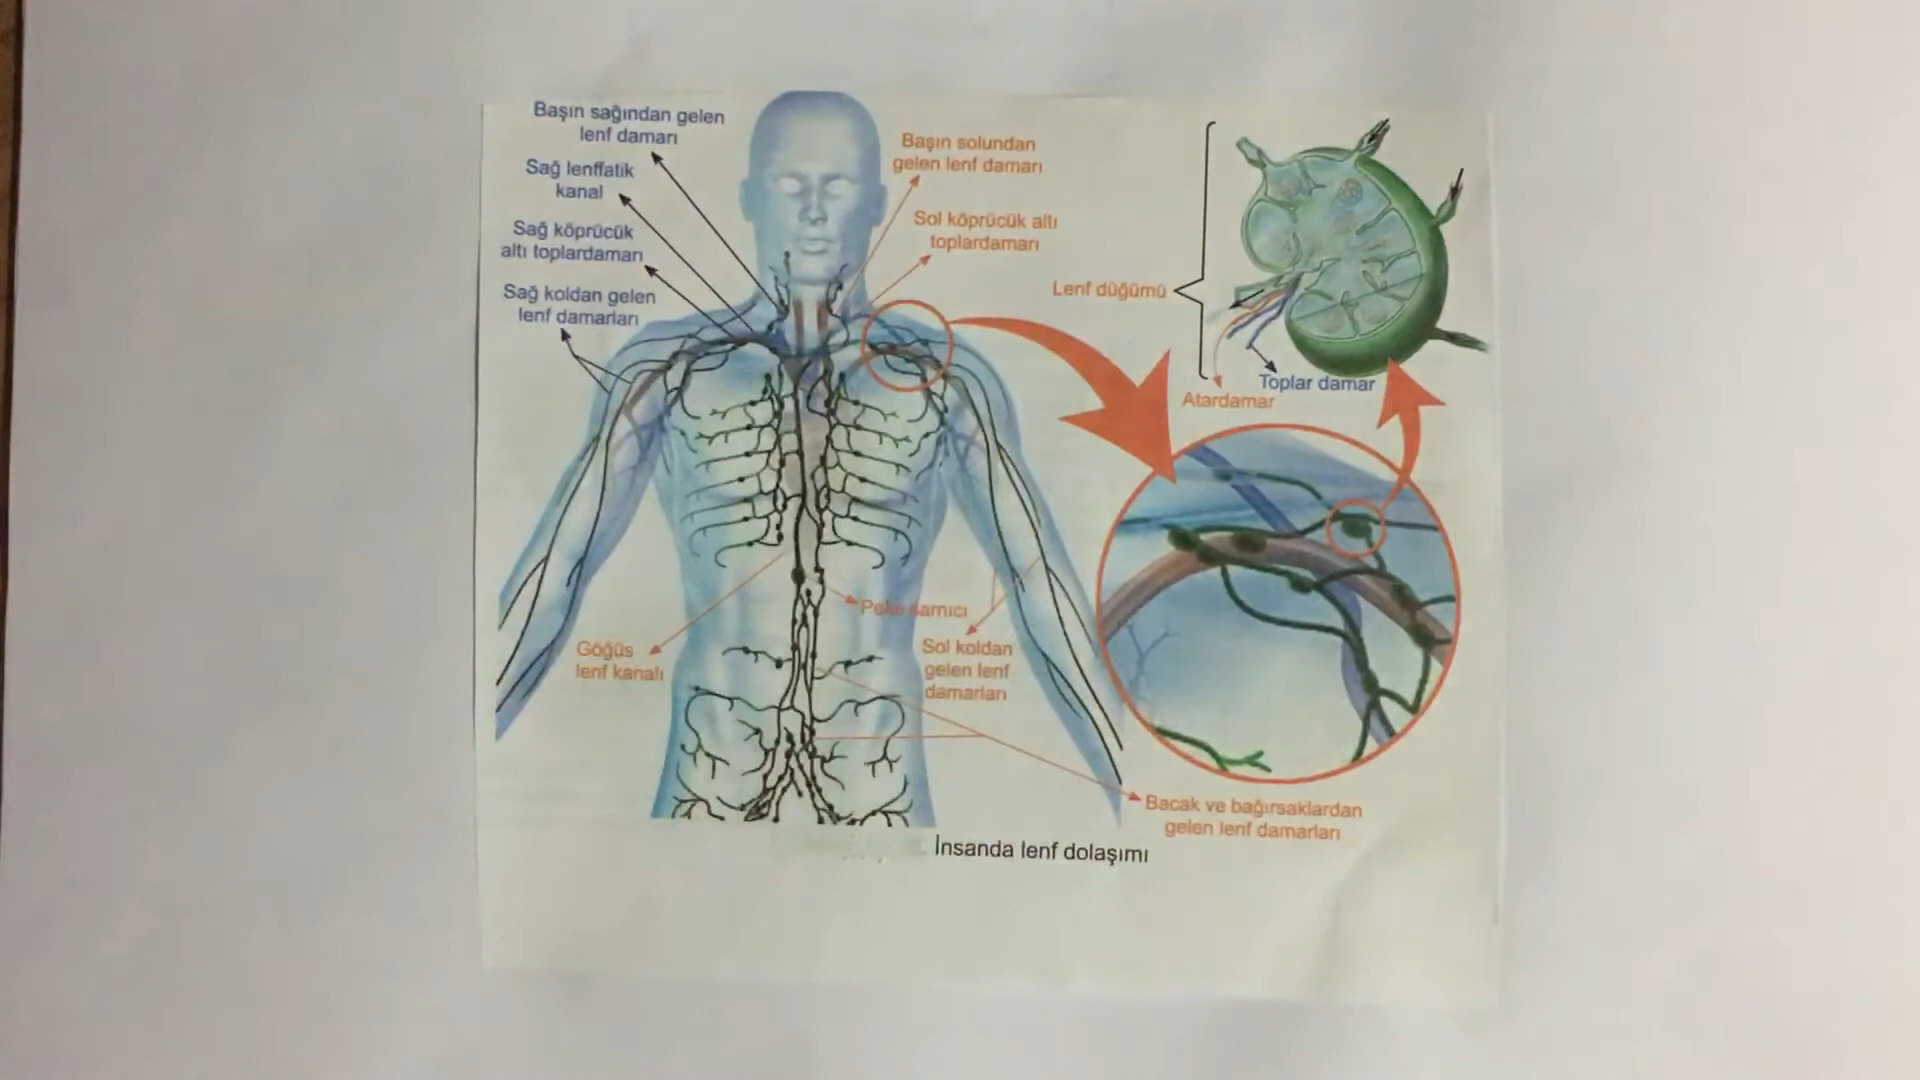 Başın sağından gelen
lenf damarı
Sağ lenffatik
kanal
Sağ köprücük
altı toplardamarı
Sağ koldan gelen
lenf damarları
Başın solundan
gelen lenf damarı
Sol köprücük altı
toplardamarı
Lenf düğümü
Toplar damar
Atardamar
Peke sarnıcı
Göğüs
lenf kanalı
Sol koldan
gelen lenf
damarları
Bacak ve bağırsaklardan
gelen lenf damarları
İnsanda lenf dolaşımı